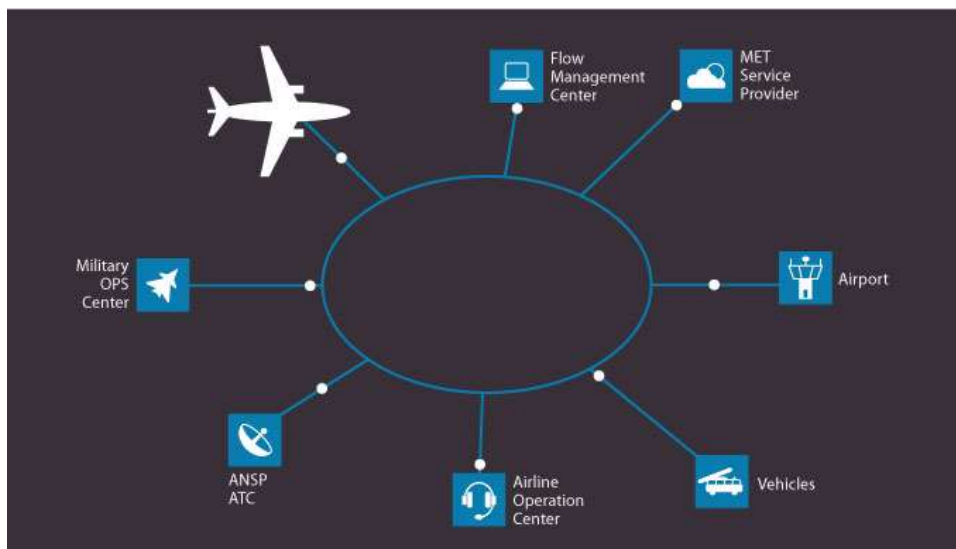 Flow
Management
Center
MET
Service
Provider
Military
OPS
Center
Airport
ANSP
ATC
Airline
Operation
Center
Vehicles